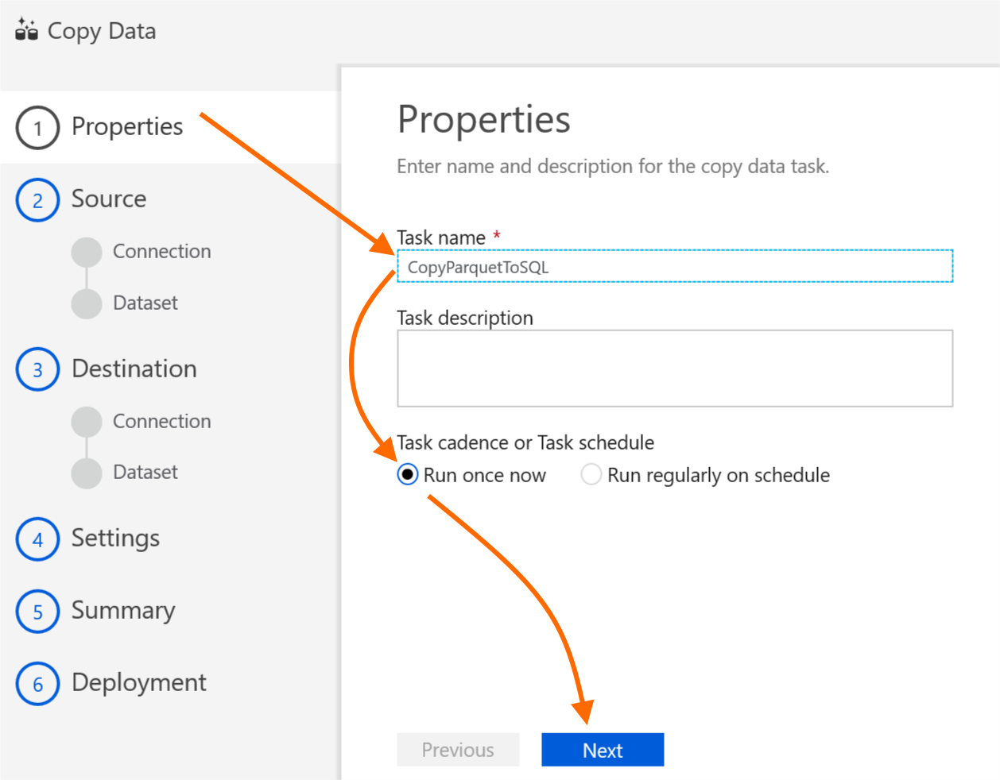 Copy Data
1 Properties
2 Source
Connection
Dataset
3 Destination
Connection
Dataset
4 Settings
5 Summary
6 Deployment
Properties
Enter name and description for the copy data task.
Task name *
CopyParquetToSQL
Task description
Task cadence or Task schedule
Run once now Run regularly on schedule
Previous Next